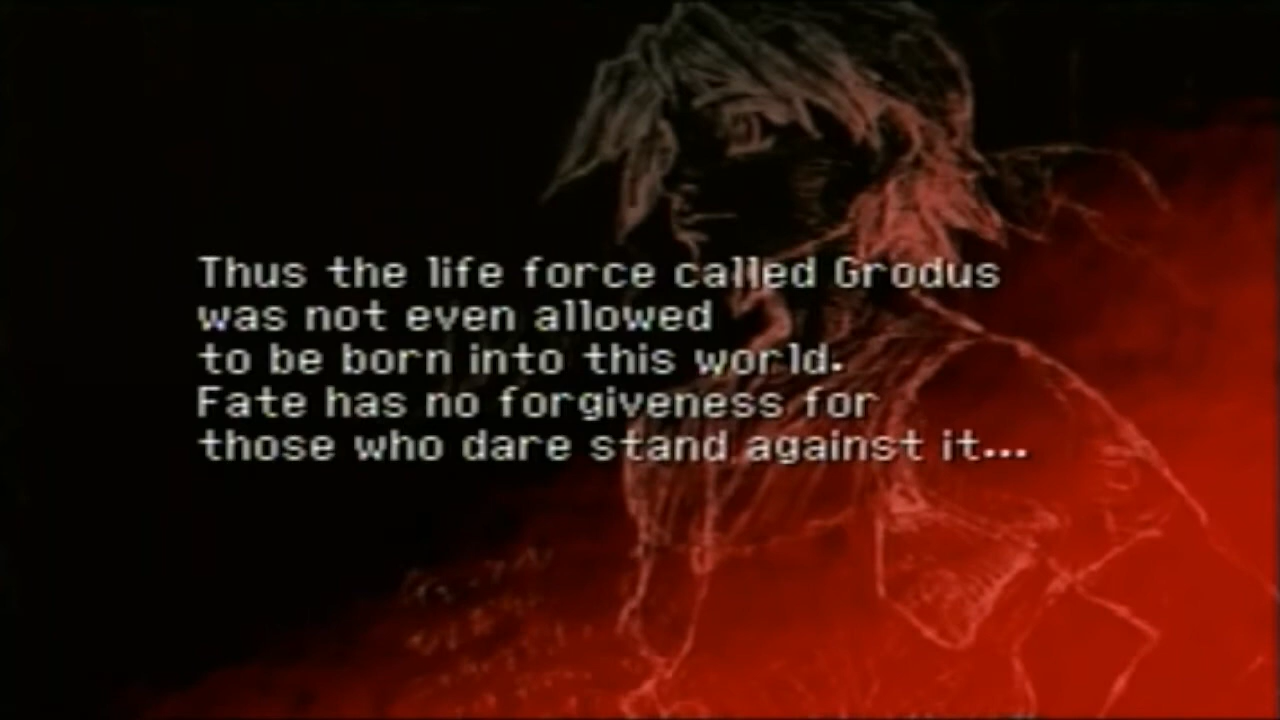 Thus the life force called Grodus
was not even allowed
to be born into this world.
Fate has no forgiveness for
those who dare stand against it...